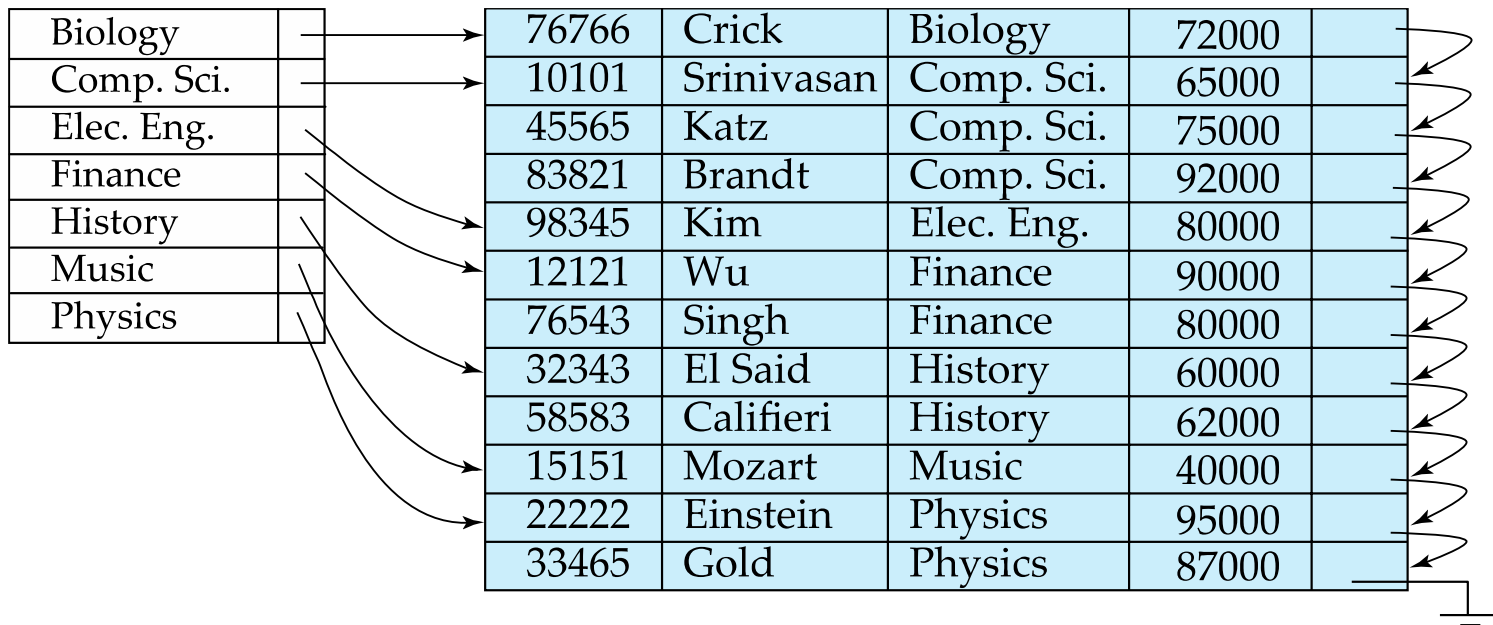 Biology
Comp. Sci.
Elec. Eng.
Finance
History
Music
Physics
76766 Crick Biology 72000
10101 Srinivasan Comp. Sci. 65000
45565 Katz Comp. Sci. 75000
83821 Brandt Comp. Sci. 92000
98345 Kim Elec. Eng. 80000
12121 Wu Finance 90000
76543 Singh Finance 80000
32343 El Said History 60000
58583 Califieri History 62000
15151 Mozart Music 40000
22222 Einstein Physics 95000
33465 Gold Physics 87000